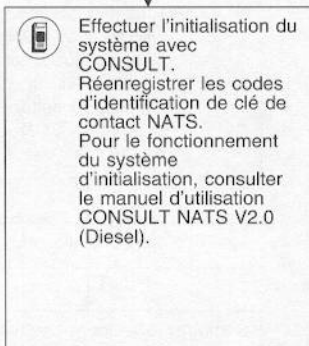 Effectuer l'initialisation du
système avec
CONSULT.
Réenregistrer les codes
d'identification de clé de
contact NATS.
Pour le fonctionnement
du système
d'initialisation, consulter
le manuel d'utilisation
CONSULT NATS V2.0
(Diesel).